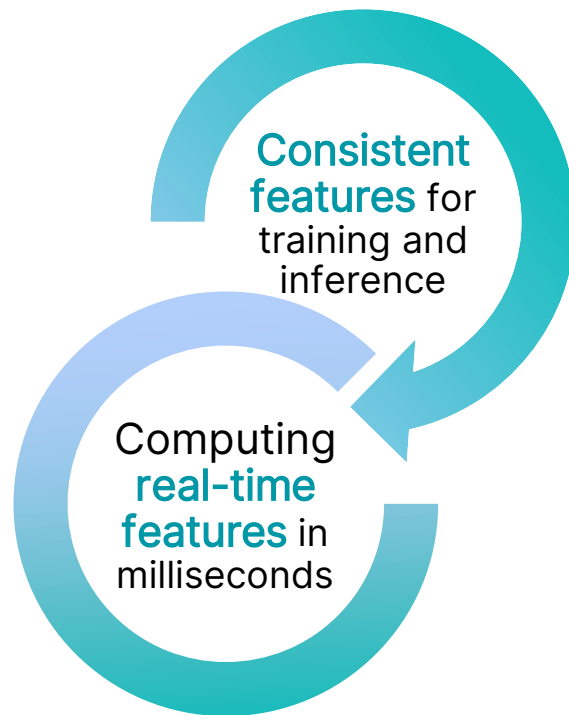 Consistent
features for
training and
inference
Computing
real-time
features in
milliseconds